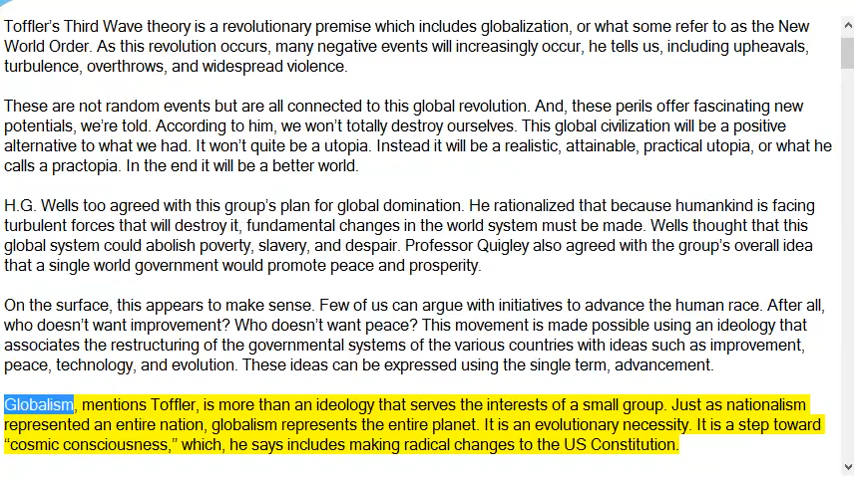 Toffler's Third Wave theory is a revolutionary premise which includes globalization, or what some refer to as the New
World Order. As this revolution occurs, many negative events will increasingly occur, he tells us, including upheavals,
turbulence, overthrows, and widespread violence.
These are not random events but are all connected to this global revolution. And, these perils offer fascinating new
potentials, we're told. According to him, we won't totally destroy ourselves. This global civilization will be a positive
alternative to what we had. It won't quite be a utopia. Instead it will be a realistic, attainable, practical utopia, or what he
calls a practopia. In the end it will be a better world.
H.G. Wells too agreed with this group's plan for global domination. He rationalized that because humankind is facing
turbulent forces that will destroy it, fundamental changes in the world system must be made. Wells thought that this
global system could abolish poverty, slavery, and despair. Professor Quigley also agreed with the group's overall idea
that a single world government would promote peace and prosperity.
On the surface, this appears to make sense. Few of us can argue with initiatives to advance the human race. After all,
who doesn't want improvement? Who doesn't want peace? This movement is made possible using an ideology that
associates the restructuring of the governmental systems of the various countries with ideas such as improvement,
peace, technology, and evolution. These ideas can be expressed using the single term, advancement.
Globalism, mentions Toffler, is more than an ideology that serves the interests of a small group. Just as nationalism
represented an entire nation, globalism represents the entire planet. It is an evolutionary necessity. It is a step toward
“cosmic consciousness,” which, he says includes making radical changes to the US Constitution.